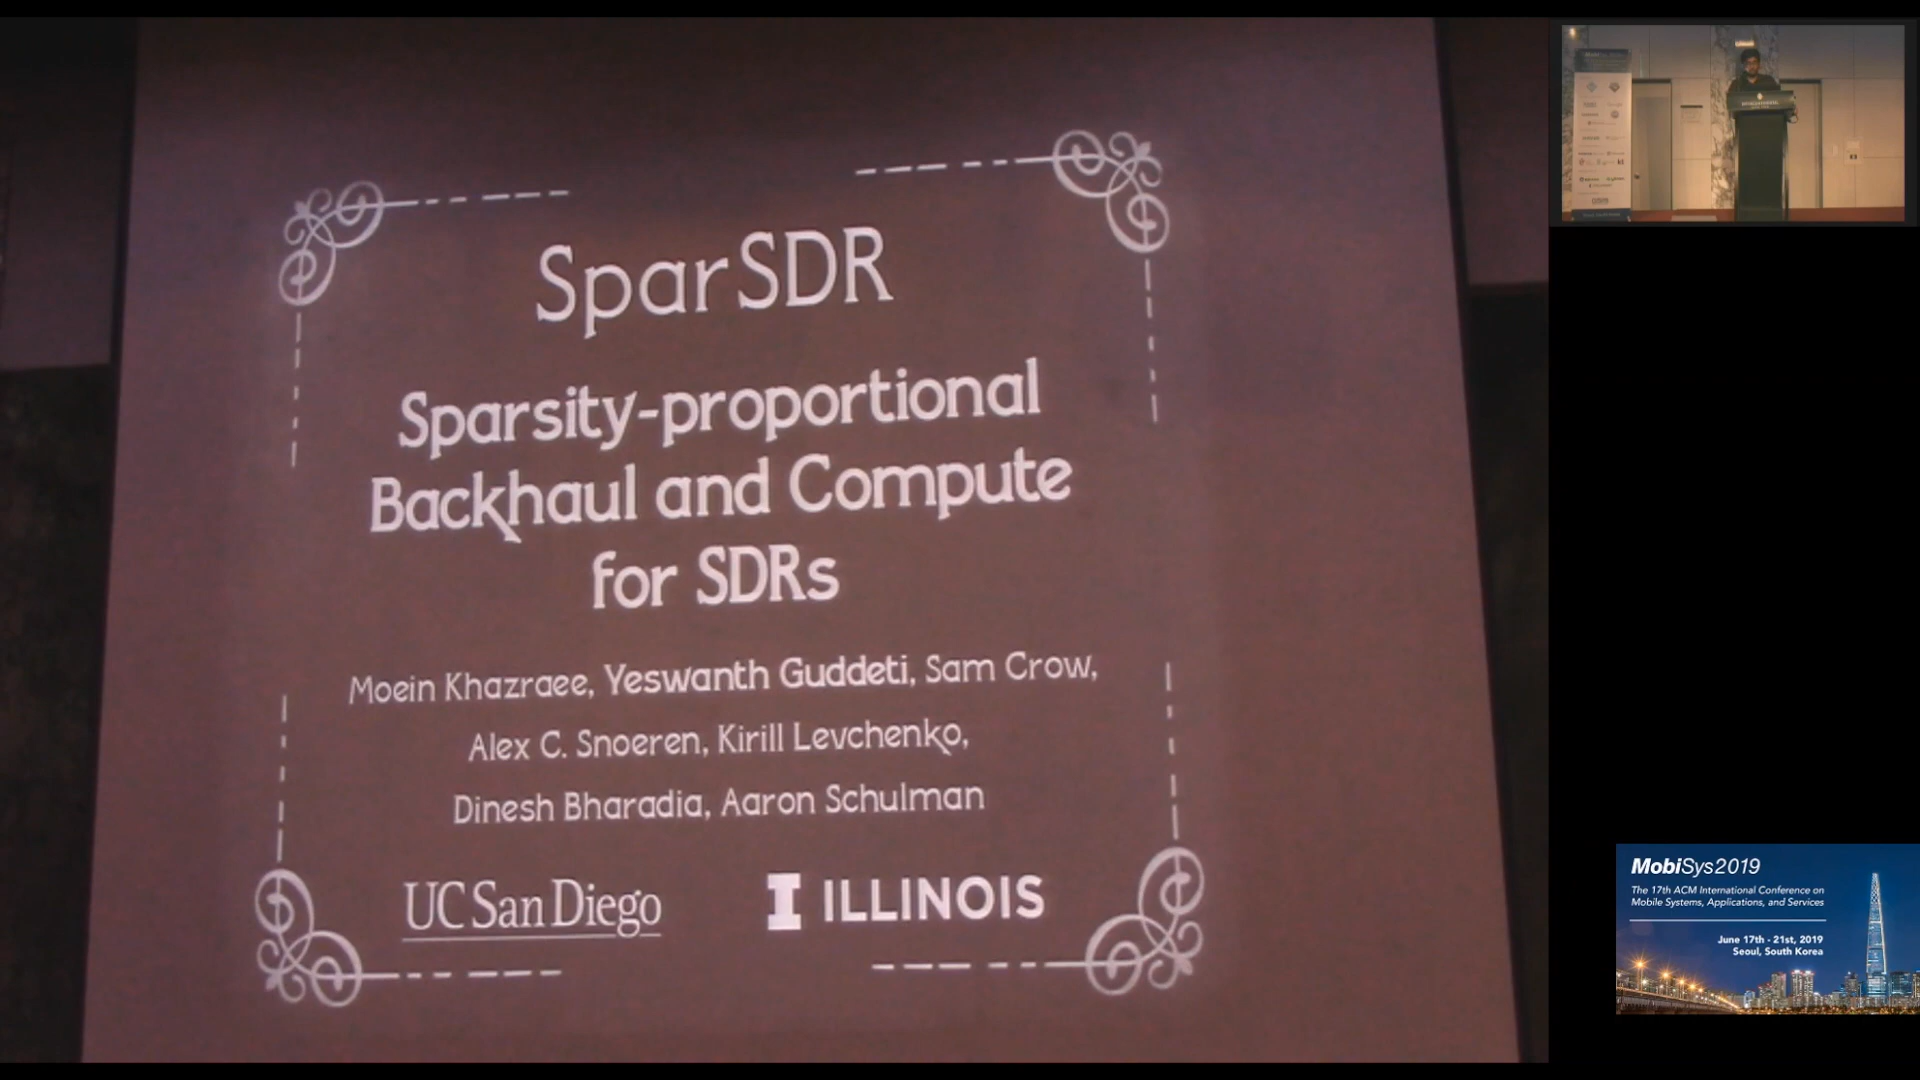 SparSDR
Sparsity-proportional
Backhaul and Compute
for SDRs
Moein Khazraee, Yeswanth Guddeti, Sam Crow,
Alex C. Snoeren, Kirill Levchenko,
Dinesh Bharadia, Aaron Schulman
UC San Diego
I ILLINOIS
MobiSys2019
The 17th ACM International Conference on
Mobile Systems, Applications, and Services
June 17th - 21st, 2019
Seoul, South Korea